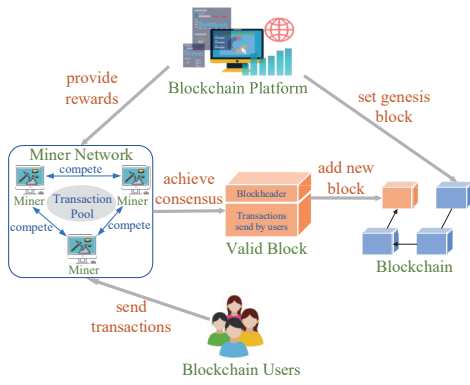 Blockchain Platform
provide
rewards
set genesis
block
Miner Network
compete
Miner
Miner
Transaction
Pool
compete
compete
Miner
achieve
consensus
Blockheader
Transactions
send by users
Valid Block
add new
block
Blockchain
send
transactions
Blockchain Users